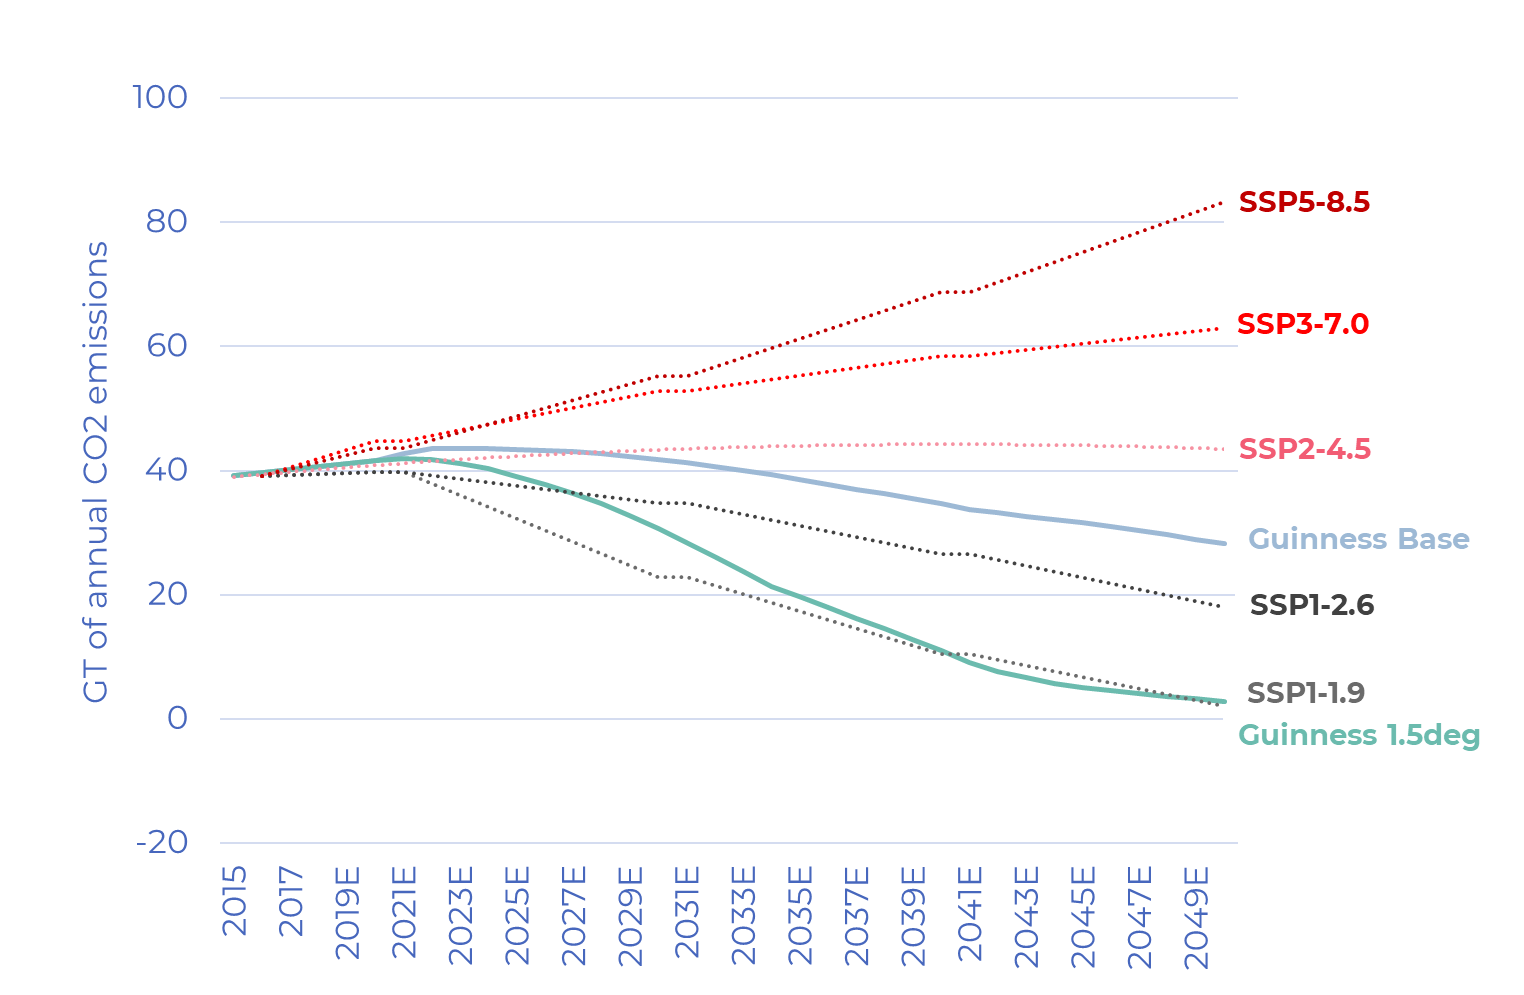 GT of annual CO2 emissions
100
80
60
40
20
0
-20
2015
2017
2019E
2021E
2023E
2025E
2027E
2029E
2031E
2033E
2035E
2037E
2039E
2041E
2043E
2045E
2047E
2049E
SSP5-8.5
SSP3-7.0
SSP2-4.5
Guinness Base
SSP1-2.6
SSP1-1.9
Guinness 1.5deg